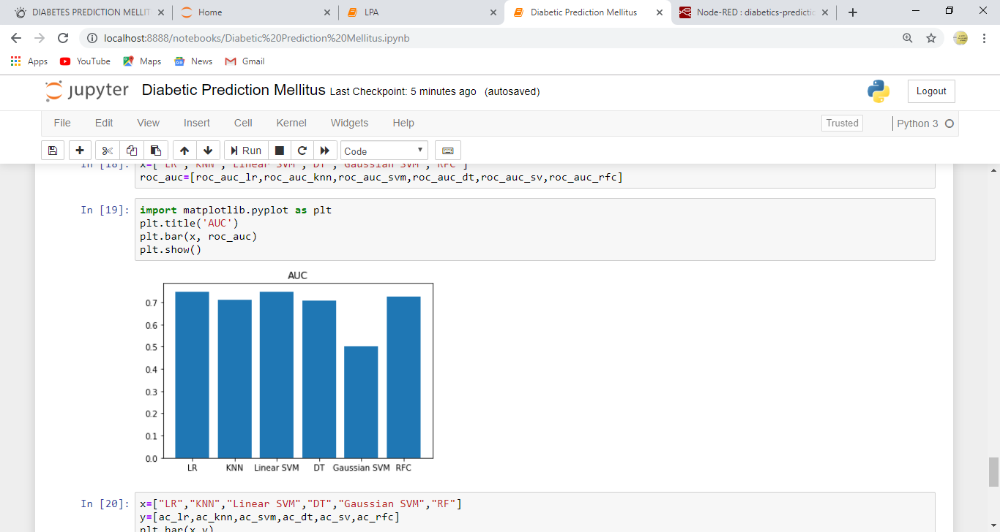 DIABETES PREDICTION MELLIT
Home
LPA
Diabetic Prediction Mellitus
Node-RED : diabetics-predictic
localhost:8888/notebooks/Diabetic%20Prediction%20Mellitus.ipynb
Apps YouTube Maps News Gmail
jupyter Diabetic Prediction Mellitus Last Checkpoint: 5 minutes ago (autosaved)
Logout
File Edit View Insert Cell Kernel Widgets Help
Trusted Python 3
Run Code
In [18]: x=["LR","KNN","Linear SVM","DT","Gaussian SVM","RFC"]
roc_auc=[roc_auc_lr,roc_auc_knn,roc_auc_svm,roc_auc_dt,roc_auc_sv,roc_auc_rfc]
In [19]: import matplotlib.pyplot as plt
plt.title('AUC')
plt.bar(x, roc_auc)
plt.show()
AUC
0.7
0.6
0.5
0.4
0.3
0.2
0.1
0.0
LR KNN Linear SVM DT Gaussian SVM RFC
In [20]: x=["LR","KNN","Linear SVM","DT","Gaussian SVM","RF"]
y=[ac_lr,ac_knn,ac_svm,ac_dt,ac_sv,ac_rfc]
plt.bar(x,y)